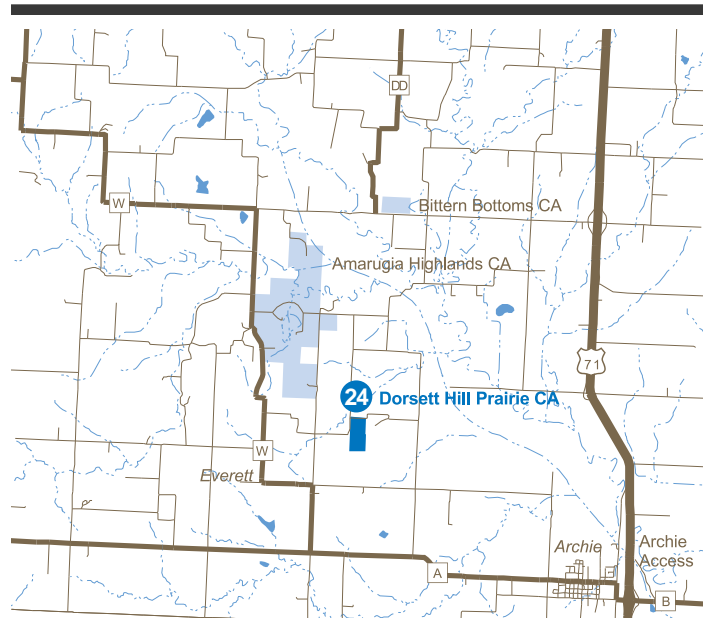 DD
W
Bittern Bottoms CA
Amarugia Highlands CA
71
24 Dorsett Hill Prairie CA
W
Everett
Archie
Archie
Access
A
B